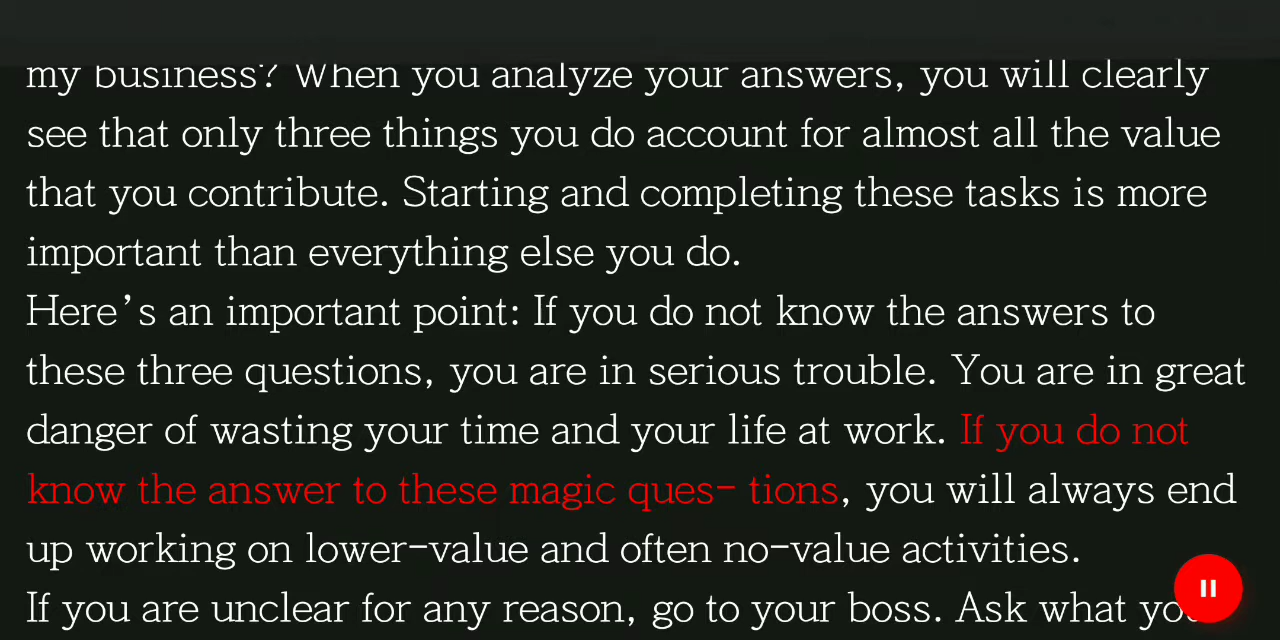 my business? When you analyze your answers, you will clearly
see that only three things you do account for almost all the value
that you contribute. Starting and completing these tasks is more
important than everything else you do.
Here’s an important point: If you do not know the answers to
these three questions, you are in serious trouble. You are in great
danger of wasting your time and your life at work. If you do not
know the answer to these magic ques- tions, you will always end
up working on lower-value and often no-value activities.
If you are unclear for any reason, go to your boss. Ask what